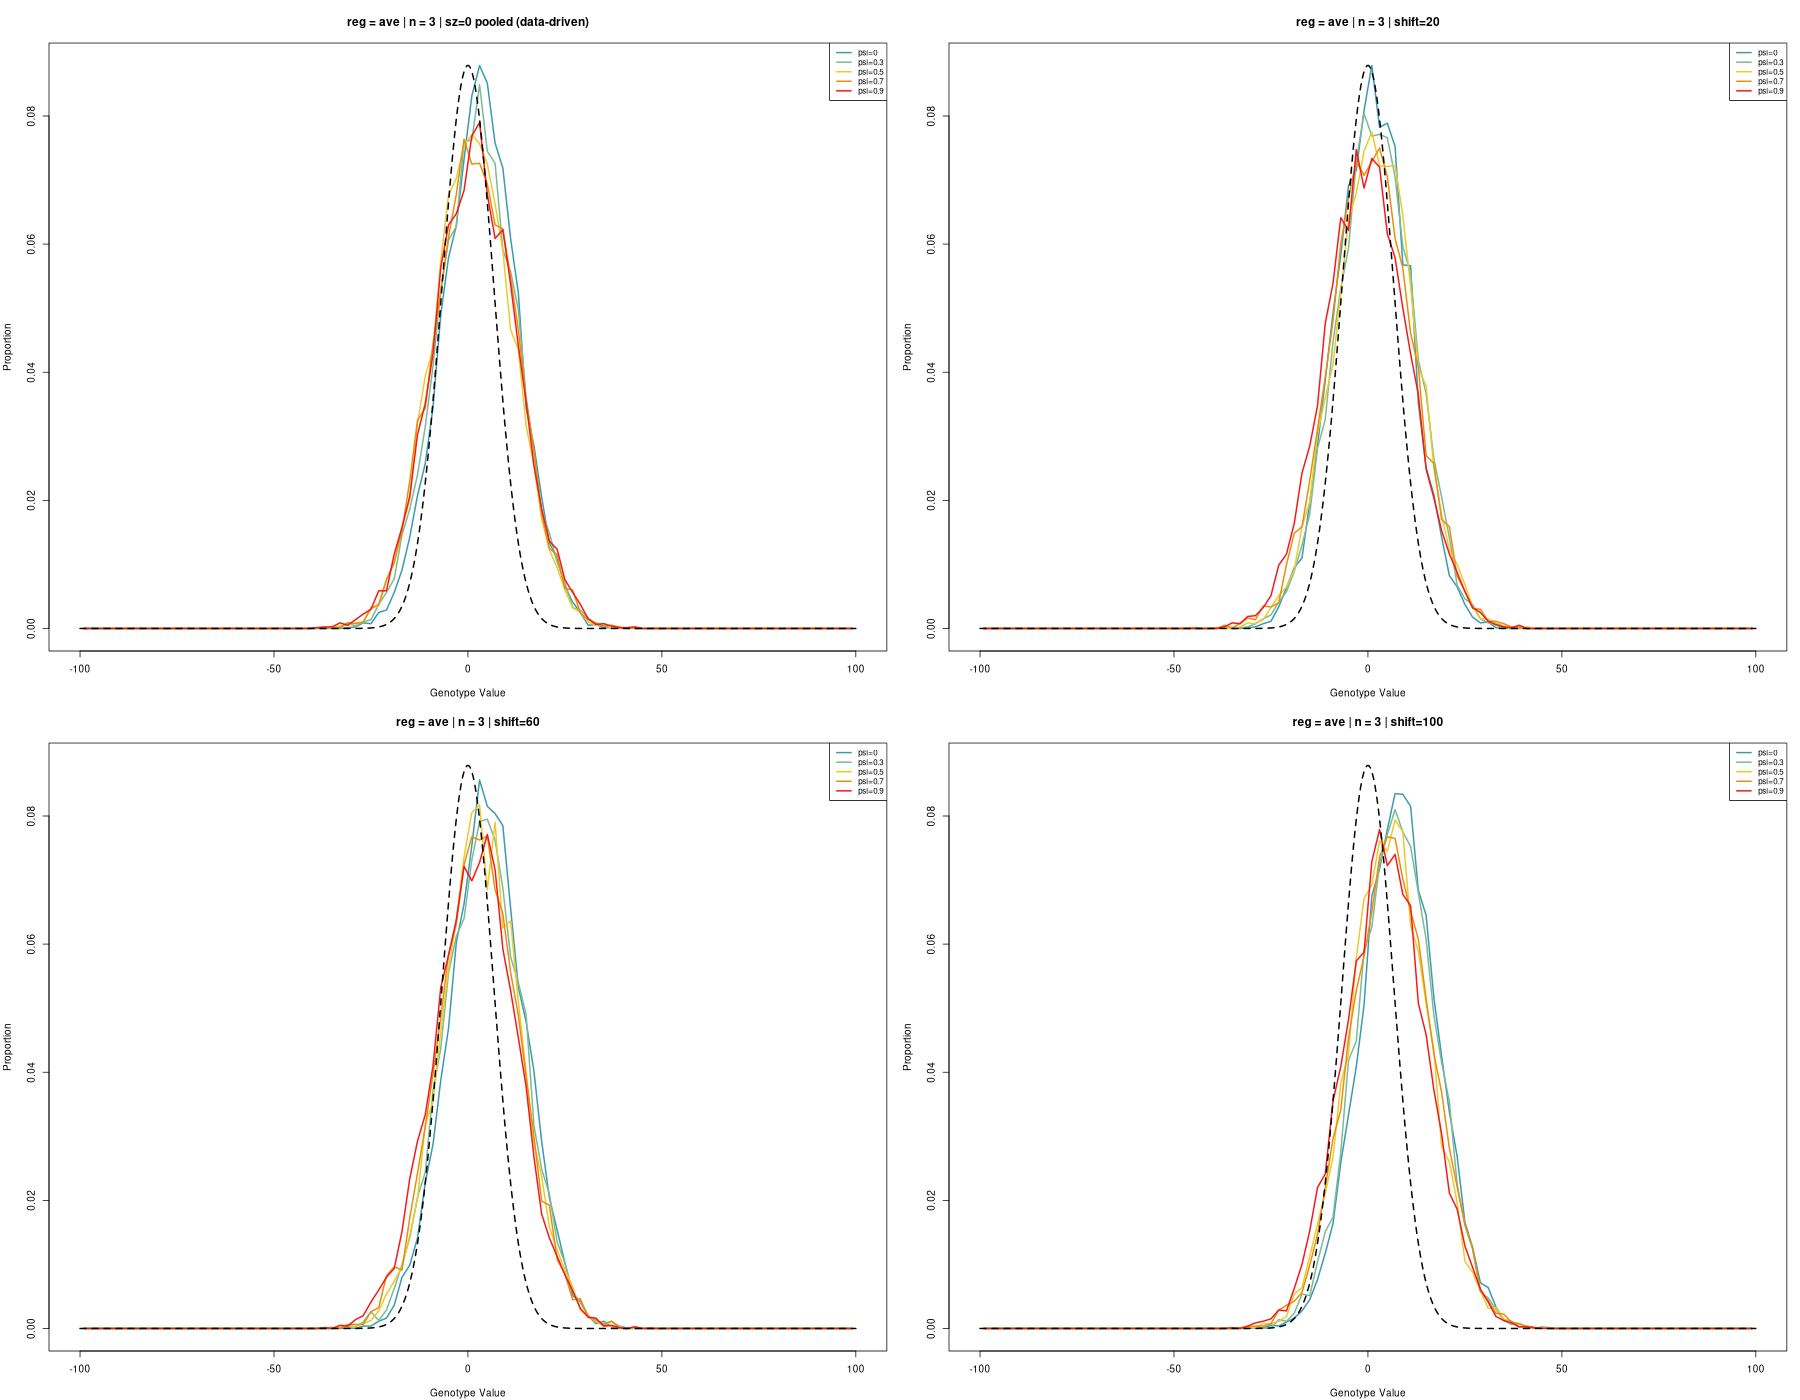 reg = ave | n = 3 | sz=0 pooled (data-driven)
psi=0
psi=0.3
psi=0.5
psi=0.7
psi=0.9
Proportion
0.08
0.06
0.04
0.02
0.00
-100 -50 0 50 100
Genotype Value
reg = ave | n = 3 | shift=20
psi=0
psi=0.3
psi=0.5
psi=0.7
psi=0.9
Proportion
0.08
0.06
0.04
0.02
0.00
-100 -50 0 50 100
Genotype Value
reg = ave | n = 3 | shift=60
psi=0
psi=0.3
psi=0.5
psi=0.7
psi=0.9
Proportion
0.08
0.06
0.04
0.02
0.00
-100 -50 0 50 100
Genotype Value
reg = ave | n = 3 | shift=100
psi=0
psi=0.3
psi=0.5
psi=0.7
psi=0.9
Proportion
0.08
0.06
0.04
0.02
0.00
-100 -50 0 50 100
Genotype Value